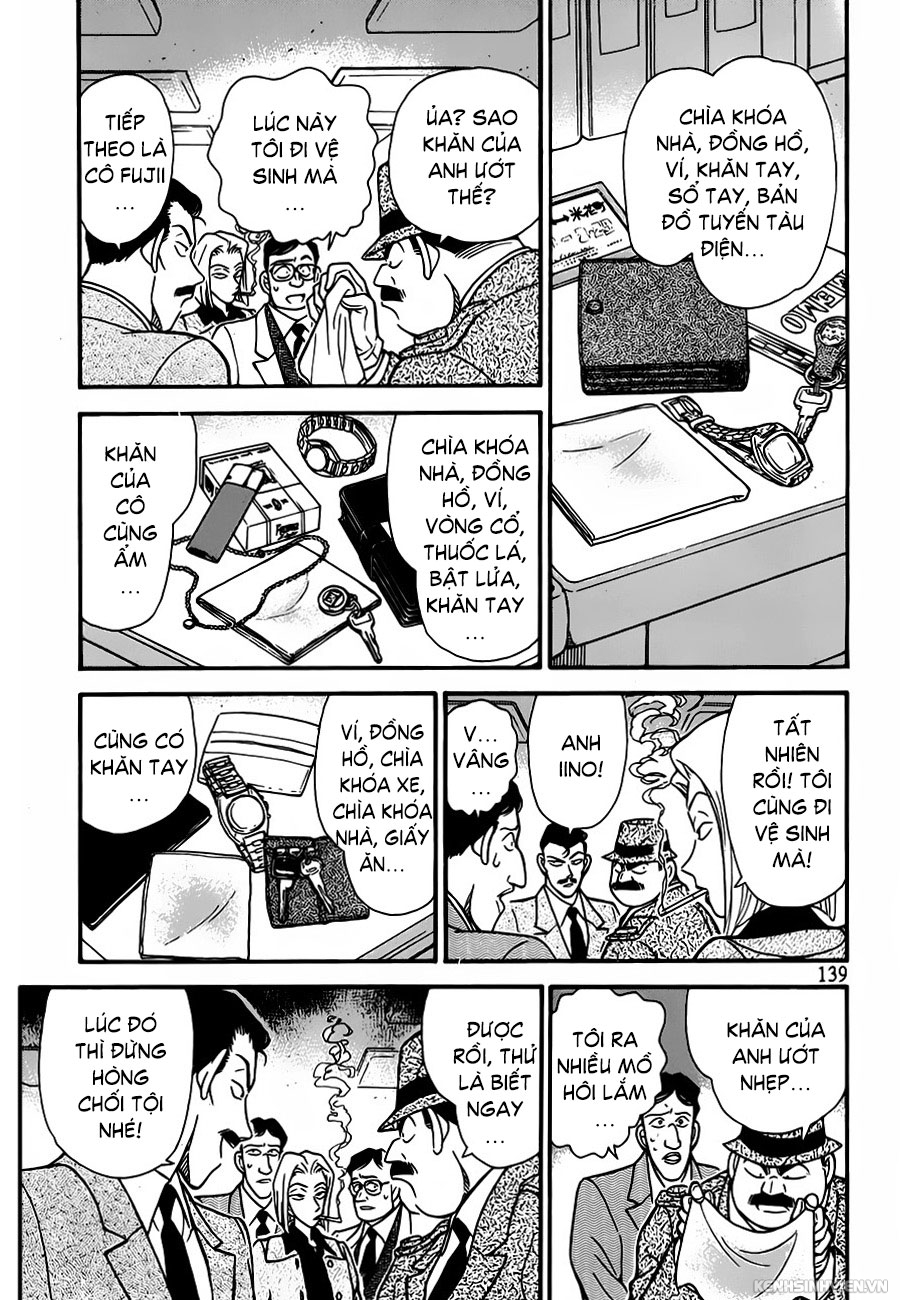 CHÌA KHÓA
NHÀ, ĐỒNG HỒ,
VÍ, KHĂN TAY,
SỔ TAY, BẢN
ĐỒ TUYẾN TÀU
ĐIỆN...
米花
MEMO
ỦA? SAO
KHĂN CỦA
ANH ƯỚT
THẾ?
LÚC NÀY
TÔI ĐI VỆ
SINH MÀ
...
TIẾP
THEO LÀ
CÔ FUJII
...
CHÌA KHÓA
NHÀ, ĐỒNG
HỒ, VÍ,
VÒNG CỔ,
THUỐC LÁ,
BẬT LỬA,
KHĂN TAY
...
KHĂN
CỦA
CÔ
CŨNG
ẨM
...
TẤT
NHIÊN
RỒI! TÔI
CŨNG ĐI
VỆ SINH
MÀ!
ANH
IINO!
V...
VÂNG
...
VÍ, ĐỒNG
HỒ, CHÌA
KHÓA XE,
CHÌA KHÓA
NHÀ, GIẤY
ĂN...
CŨNG CÓ
KHĂN TAY
...
139
KHĂN CỦA
ANH ƯỚT
NHẸP...
TÔI RA
NHIỀU MỒ
HÔI LẮM
...
ĐƯỢC
RỒI, THỬ
LÀ BIẾT
NGAY
...
LÚC ĐÓ
THÌ ĐỪNG
HÒNG
CHỐI TỘI
NHÉ!
KENHSINHVIEN.VN